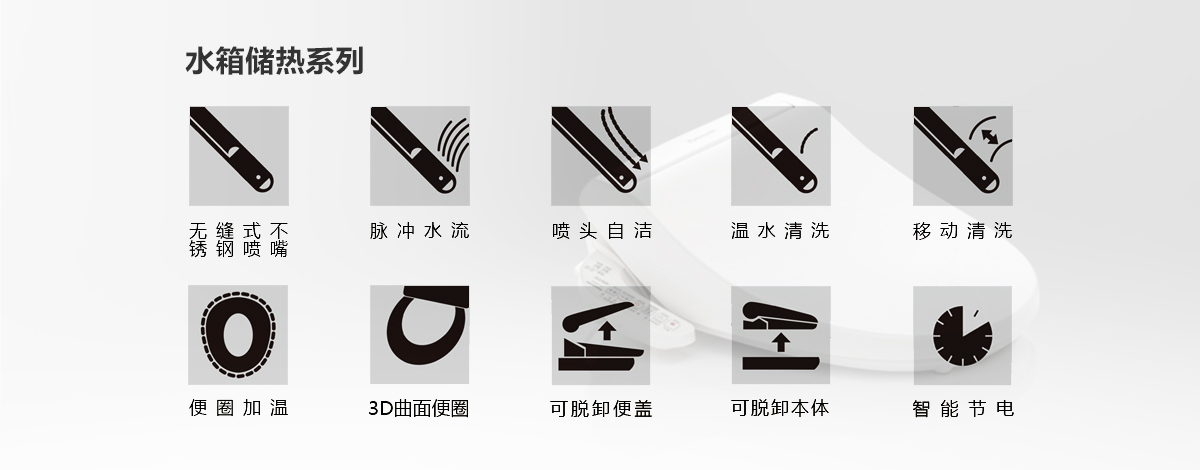 水箱储热系列
无缝式不
锈钢喷嘴
脉冲水流
喷头自洁
温水清洗
移动清洗
便圈加温
3D曲面便圈
可脱卸便盖
可脱卸本体
智能节电